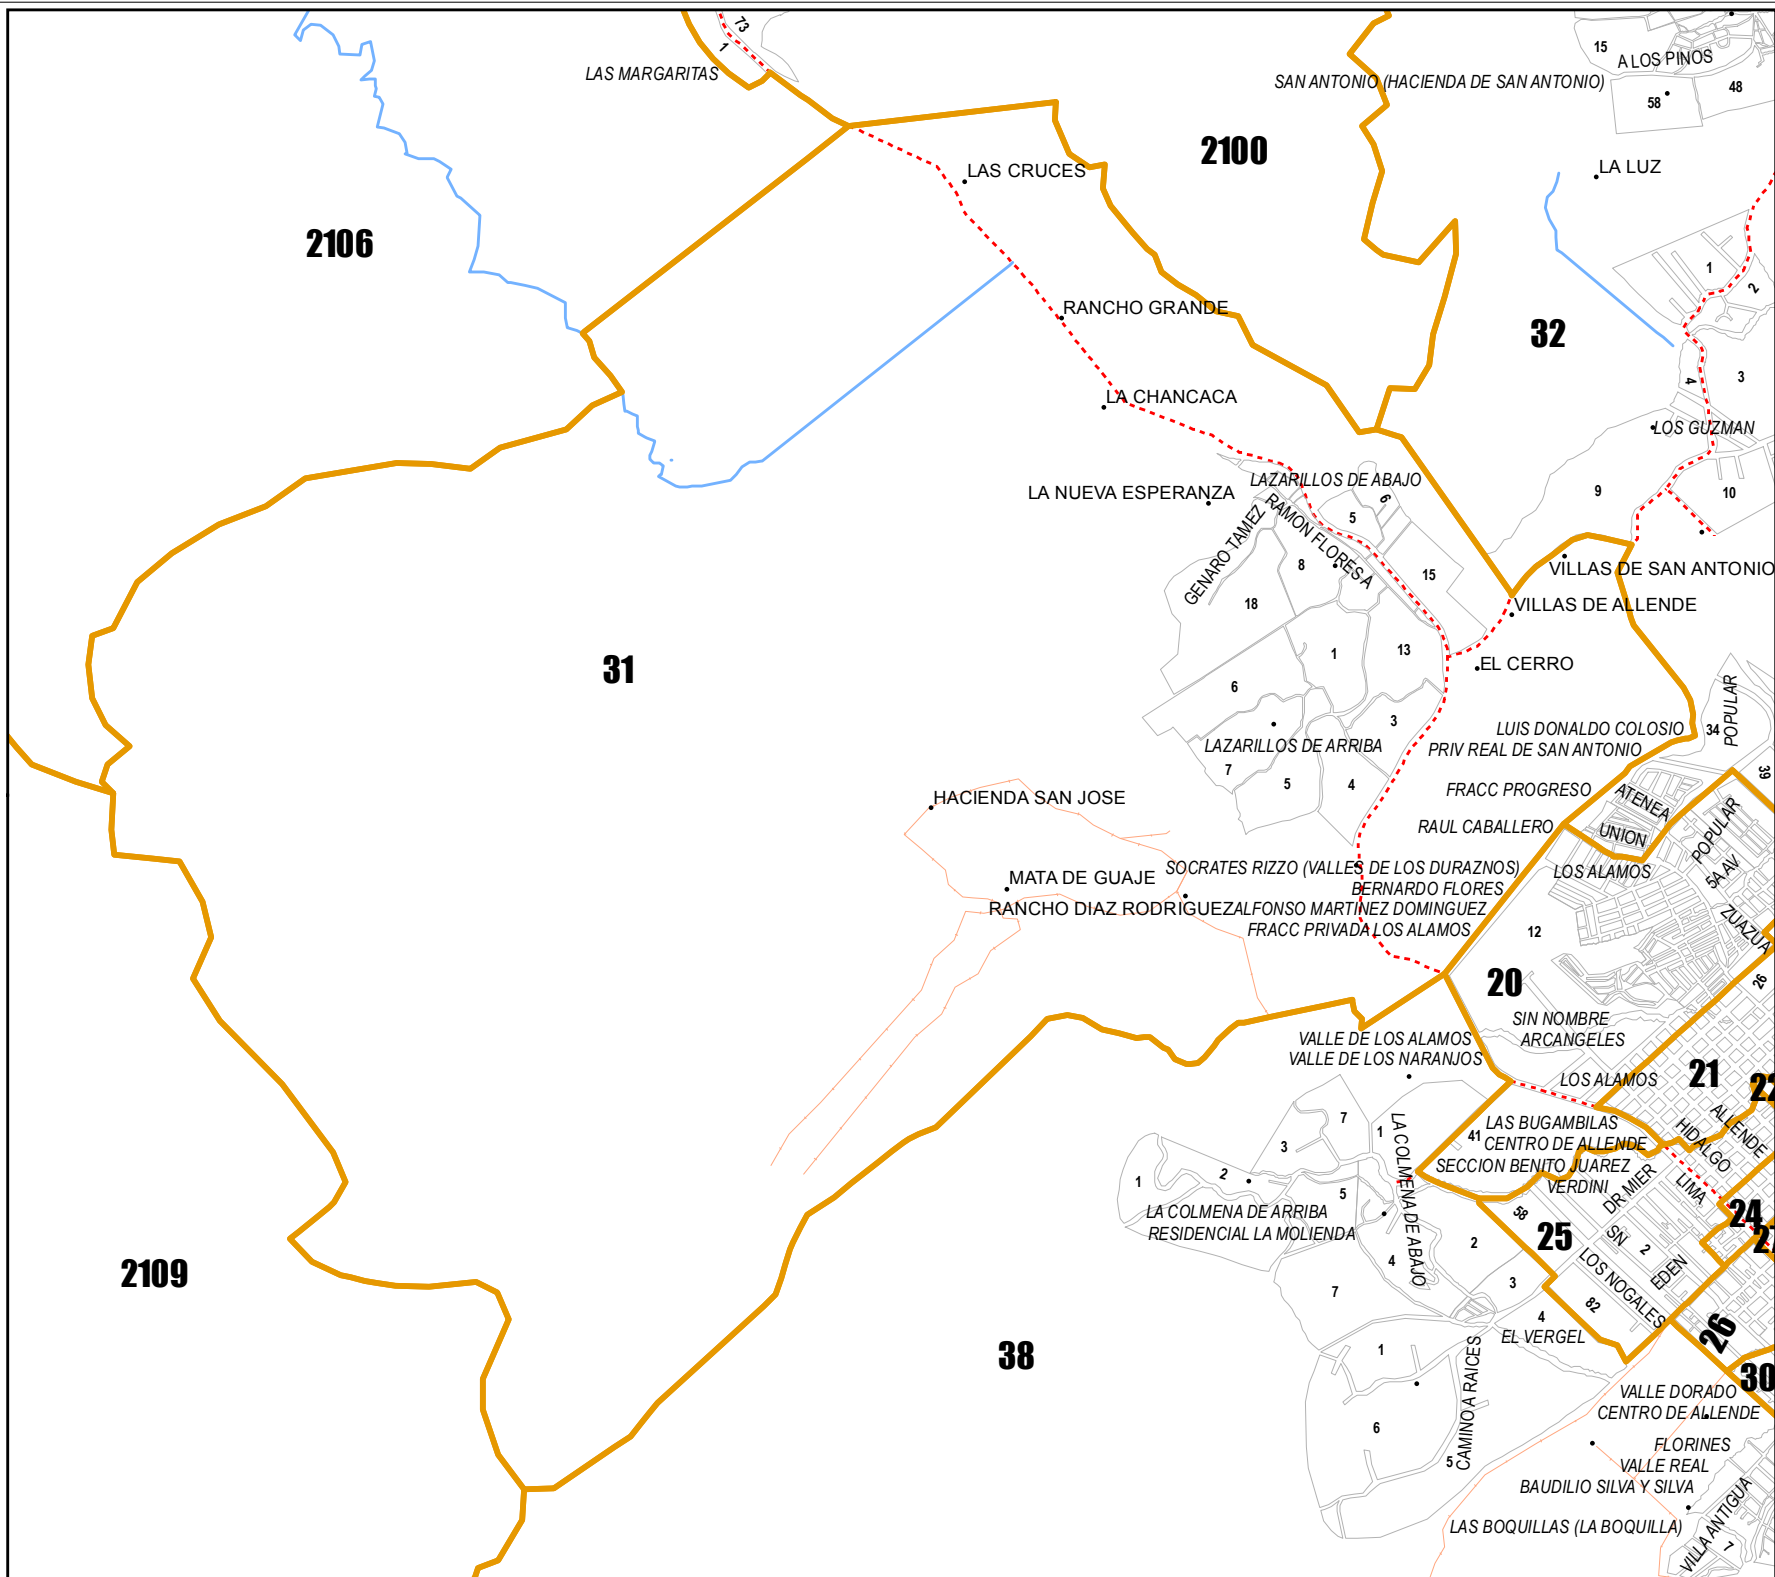 73
1
LAS MARGARITAS
15
A LOS PINOS
SAN ANTONIO (HACIENDA DE SAN ANTONIO)
58
48
2100
LAS CRUCES
LA LUZ
2106
1
2
RANCHO GRANDE
32
4
3
LA CHANCACA
LOS GUZMAN
LAZARILLOS DE ABAJO
LA NUEVA ESPERANZA
6
5
9
10
RAMON FLORES A
GENARO TAMEZ
8
15
VILLAS DE SAN ANTONIO
18
VILLAS DE ALLENDE
31
1
13
EL CERRO
6
3
LUIS DONALDO COLOSIO
34
POPULAR
LAZARILLOS DE ARRIBA
PRIV REAL DE SAN ANTONIO
7
5
4
39
HACIENDA SAN JOSE
FRACC PROGRESO
ATENEA
POPULAR
RAUL CABALLERO
UNION
SOCRATES RIZZO (VALLES DE LOS DURAZNOS)
LOS ALAMOS
5A AV
MATA DE GUAJE
BERNARDO FLORES
RANCHO DIAZ RODRIGUEZ
ALFONSO MARTINEZ DOMINGUEZ
FRACC PRIVADA LOS ALAMOS
12
ZUAZUA
20
26
SIN NOMBRE
ARCANGELES
VALLE DE LOS ALAMOS
VALLE DE LOS NARANJOS
LOS ALAMOS
21
22
7
1
LA COLMENA DE ABAJO
41
LAS BUGAMBILAS
CENTRO DE ALLENDE
HIDALGO
ALLENDE
3
SECCION BENITO JUAREZ
VERDINI
DR MIER
LIMA
1
2
5
LA COLMENA DE ARRIBA
RESIDENCIAL LA MOLIENDA
58
25
SN
2
24
27
2109
4
2
3
LOS NOGALES
EDEN
7
4
82
EL VERGEL
26
38
1
CAMINO A RAICES
30
VALLE DORADO
CENTRO DE ALLENDE
6
5
FLORINES
VALLE REAL
BAUDILIO SILVA Y SILVA
LAS BOQUILLAS (LA BOQUILLA)
VILLA ANTIGUA
7